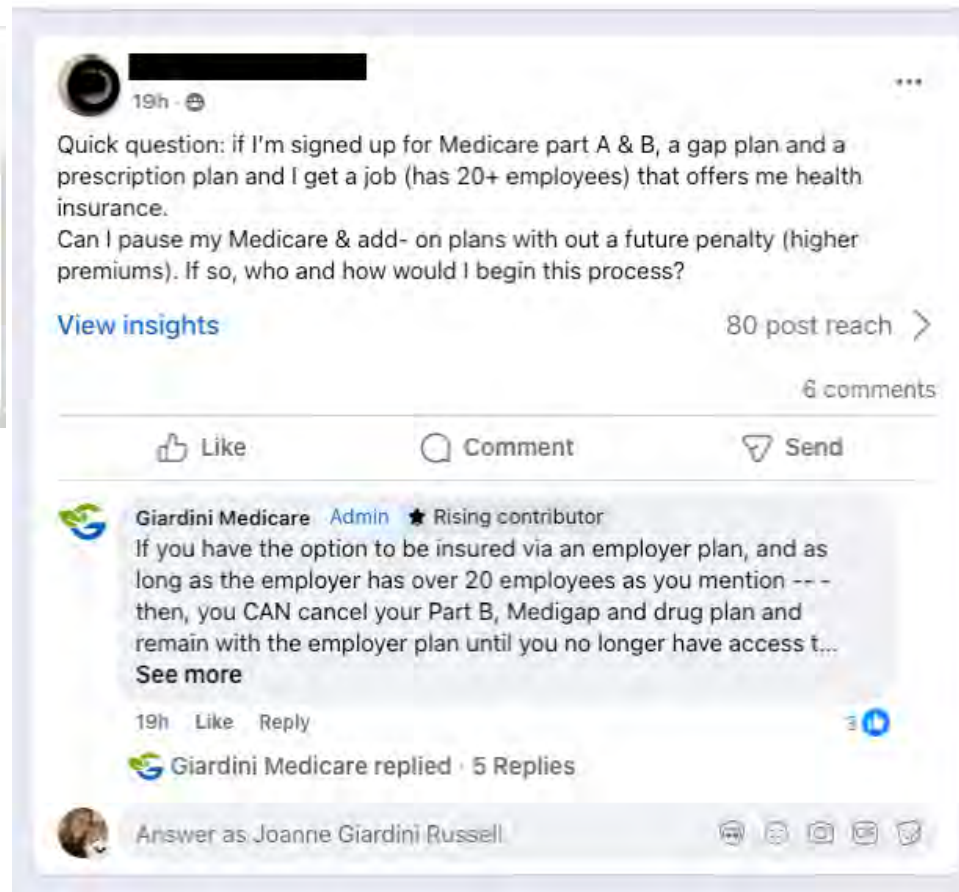 19h ·
Quick question: if I'm signed up for Medicare part A & B, a gap plan and a
prescription plan and I get a job (has 20+ employees) that offers me health
insurance.
Can I pause my Medicare & add- on plans with out a future penalty (higher
premiums). If so, who and how would I begin this process?
View insights 80 post reach
6 comments
Like Comment Send
Giardini Medicare Admin Rising contributor
If you have the option to be insured via an employer plan, and as
long as the employer has over 20 employees as you mention -- -
then, you CAN cancel your Part B, Medigap and drug plan and
remain with the employer plan until you no longer have access t...
See more
19h Like Reply 3
Giardini Medicare replied · 5 Replies
Answer as Joanne Giardini Russell